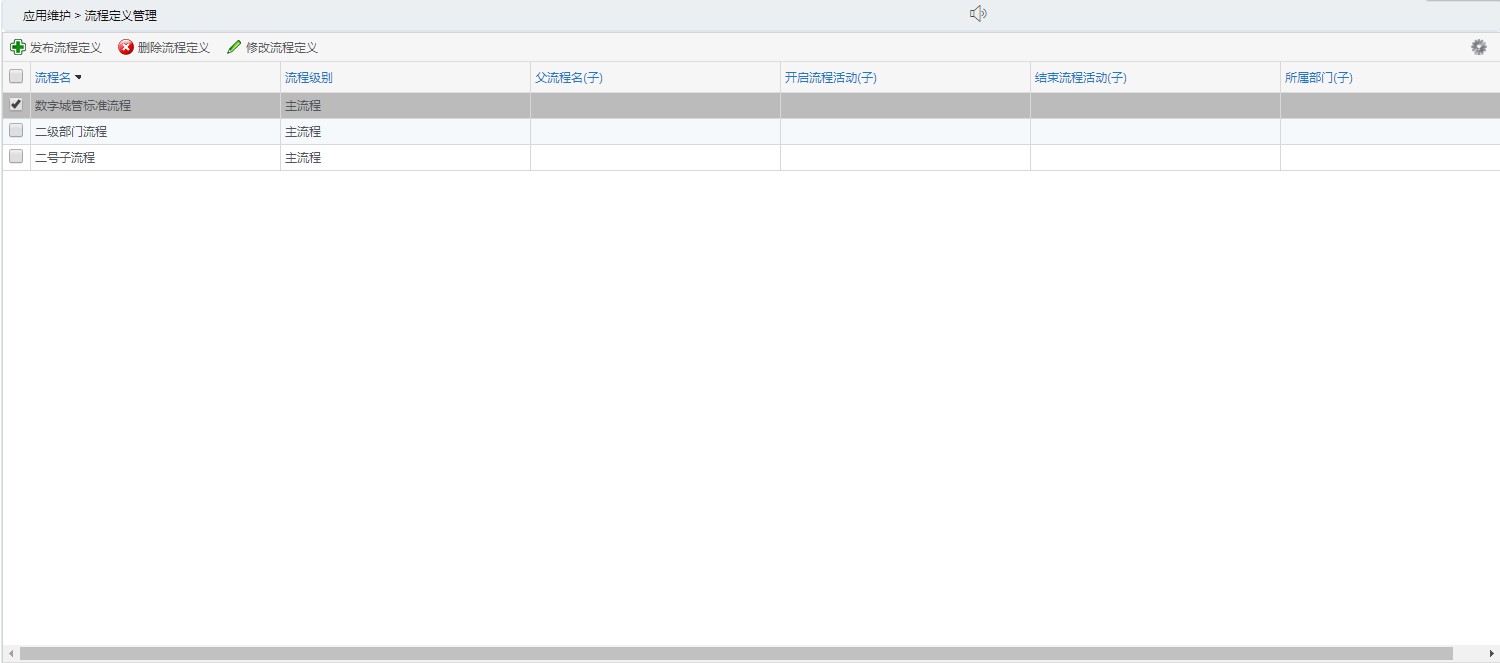 应用维护 > 流程定义管理
发布流程定义 删除流程定义 修改流程定义
流程名 流程级别 父流程名(子) 开启流程活动(子) 结束流程活动(子) 所属部门(子)
数字城管标准流程 主流程
二级部门流程 主流程
二号子流程 主流程